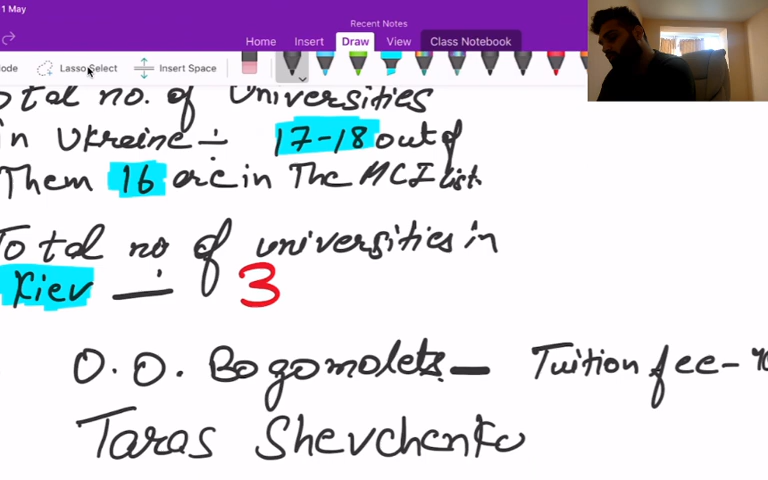 1 May
Recent Notes
Home Insert Draw View Class Notebook
ode Lasso Select Insert Space
otal no. of Universities
in Ukraine 17-18 out of
Them 16 are in The MCI list.
Total no of universities in
Kiev — 3
O. O. Bogomolets — Tuition fee -
Taras Shevchenko